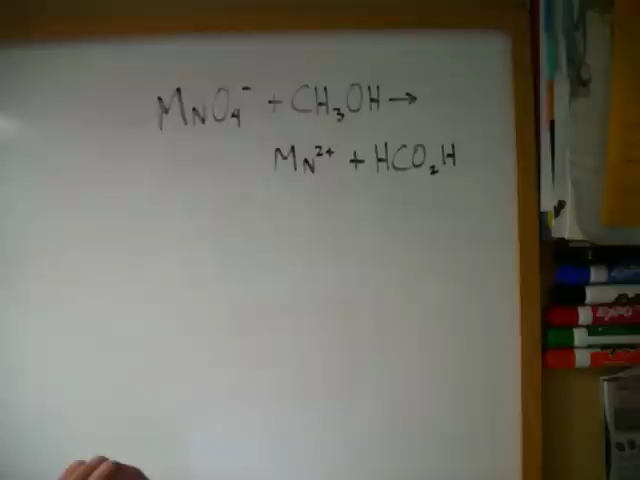 MnO₄⁻ + CH₃OH →
Mn²⁺ + HCO₂H